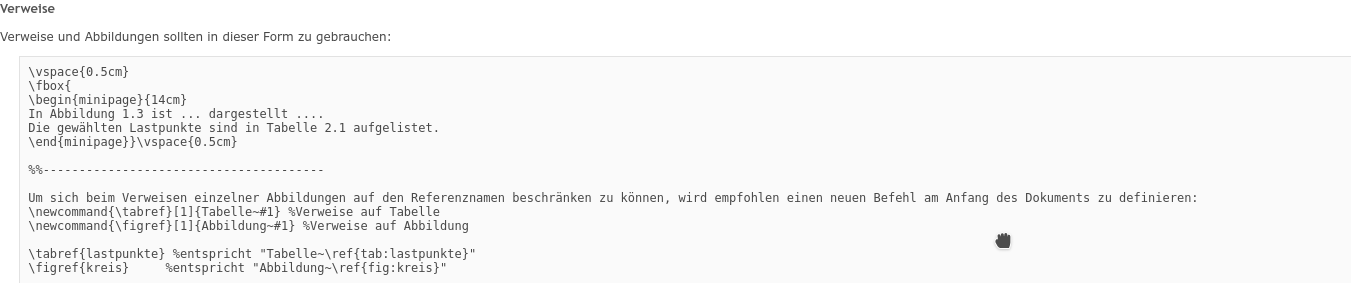 Verweise
Verweise und Abbildungen sollten in dieser Form zu gebrauchen:
\vspace{0.5cm}
\fbox{
\begin{minipage}{14cm}
In Abbildung 1.3 ist ... dargestellt ....
Die gewählten Lastpunkte sind in Tabelle 2.1 aufgelistet.
\end{minipage}}\vspace{0.5cm}
%%---------------------------------------
Um sich beim Verweisen einzelner Abbildungen auf den Referenznamen beschränken zu können, wird empfohlen einen neuen Befehl am Anfang des Dokuments zu definieren:
\newcommand{\tabref}[1]{Tabelle~#1} %Verweise auf Tabelle
\newcommand{\figref}[1]{Abbildung~#1} %Verweise auf Abbildung
\tabref{lastpunkte} %entspricht "Tabelle~\ref{tab:lastpunkte}"
\figref{kreis}     %entspricht "Abbildung~\ref{fig:kreis}"